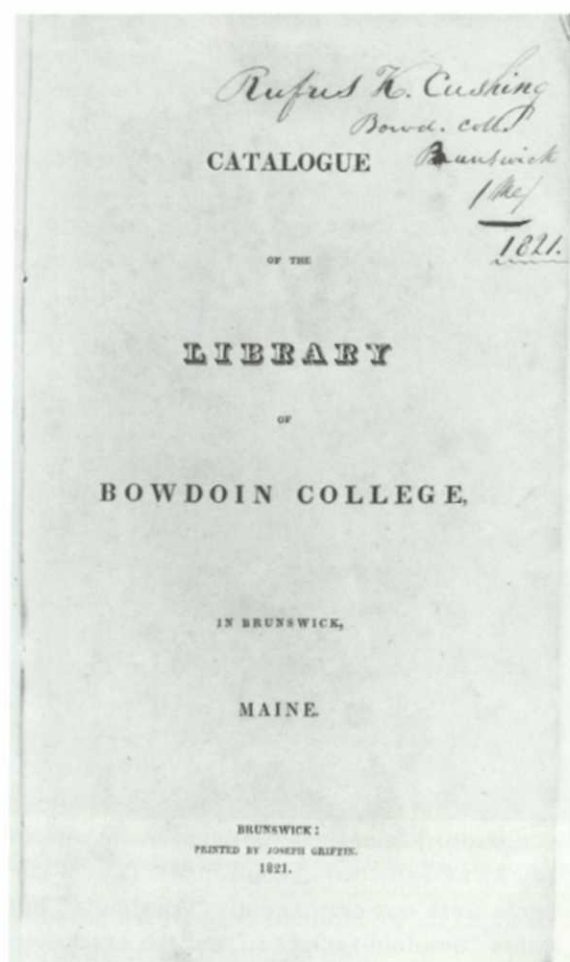 Rufus K. Cushing
Bowd. coll.
Brunswick
1821.
CATALOGUE
OF THE
LIBRARY
OF
BOWDOIN COLLEGE,
IN BRUNSWICK,
MAINE.
BRUNSWICK:
PRINTED BY JOSEPH GRIFFIN.
1821.